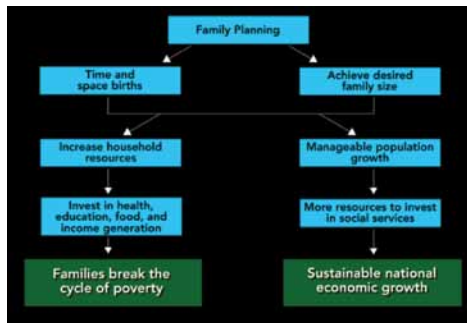 Family Planning
Time and
space births
Achieve desired
family size
Increase household
resources
Manageable population
growth
Invest in health,
education, food, and
income generation
More resources to invest
in social services
Families break the
cycle of poverty
Sustainable national
economic growth